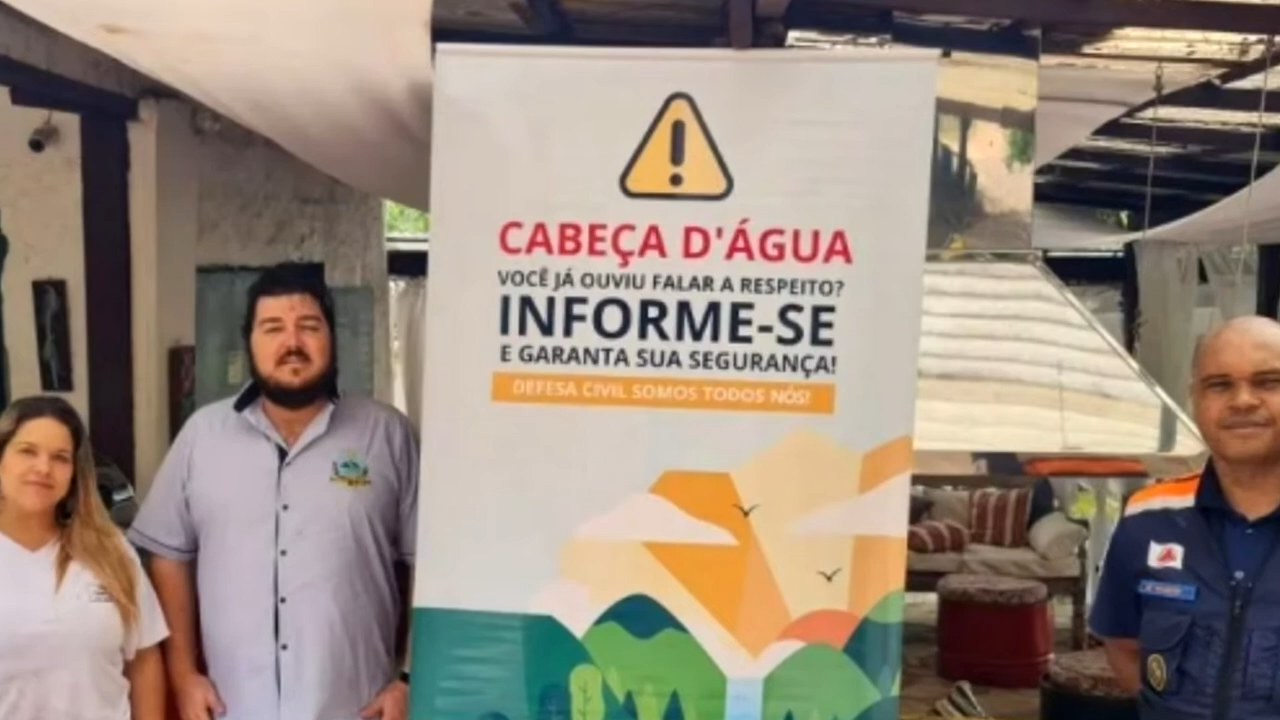 CABEÇA D'ÁGUA
VOCÊ JÁ OUVIU FALAR A RESPEITO?
INFORME-SE
E GARANTA SUA SEGURANÇA!
DEFESA CIVIL SOMOS TODOS NÓS!